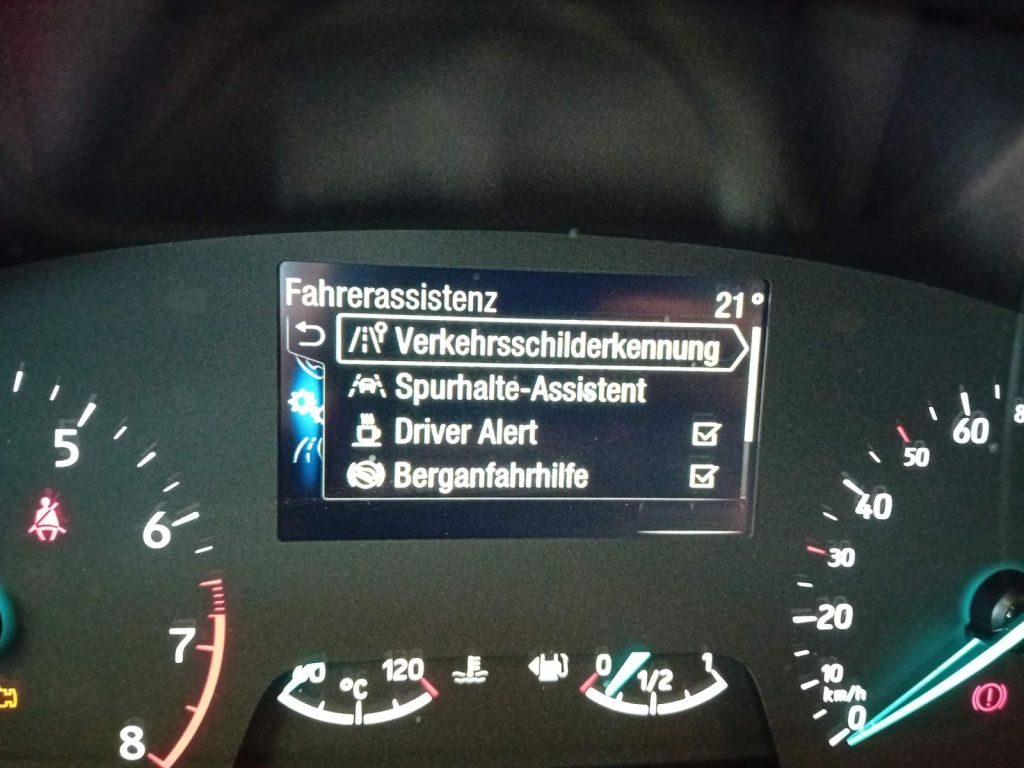 Fahrerassistenz 21°
Verkehrsschilderkennung
Spurhalte-Assistent
Driver Alert
Berganfahrhilfe
5
6
7
8
60 °C 120
0 1/2 1
60
50
40
30
20
10
km/h
0